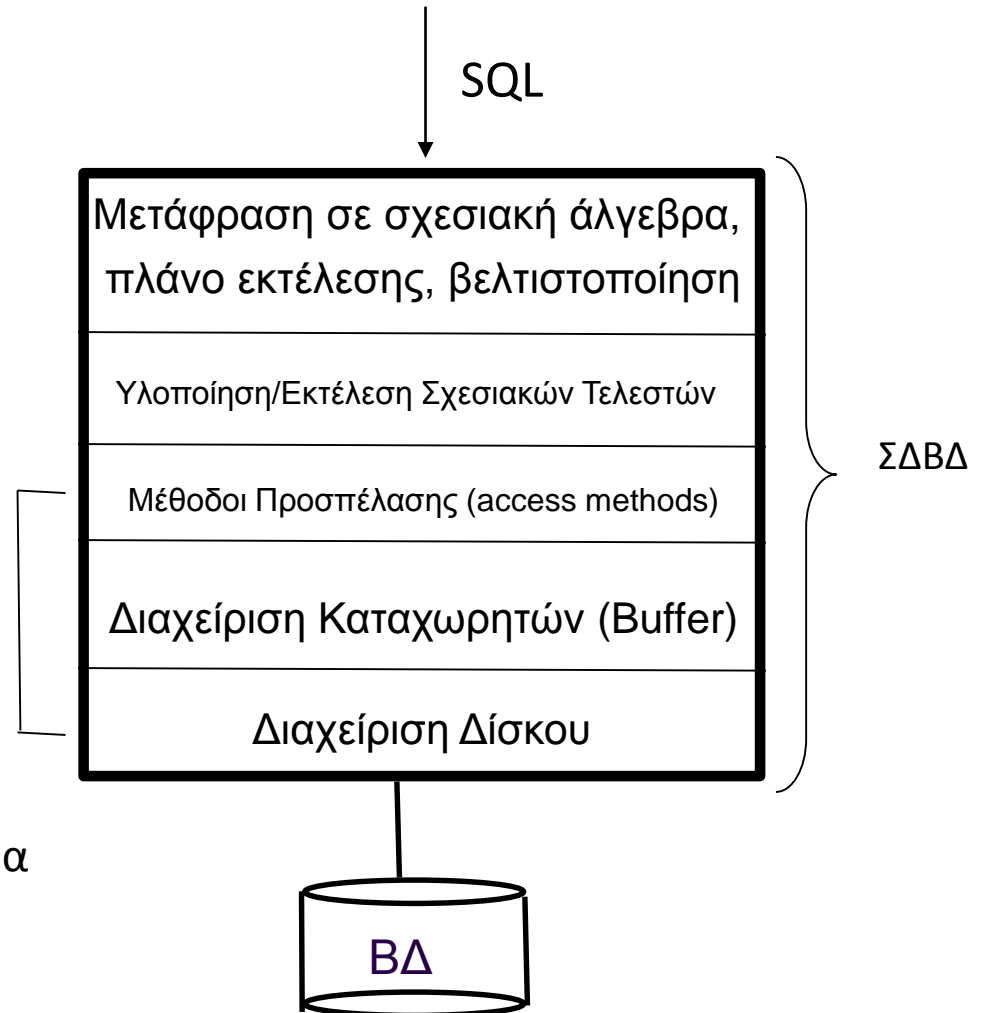 SQL
Μετάφραση σε σχεσιακή άλγεβρα,
πλάνο εκτέλεσης, βελτιστοποίηση
Υλοποίηση/Εκτέλεση Σχεσιακών Τελεστών
Μέθοδοι Προσπέλασης (access methods)
ΣΔΒΔ
Διαχείριση Καταχωρητών (Buffer)
Διαχείριση Δίσκου
α
ΒΔ